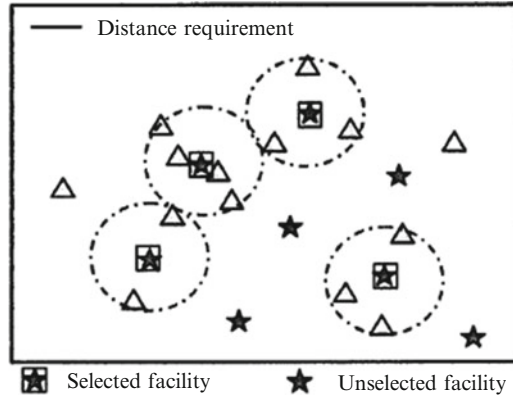 Distance requirement
Selected facility
Unselected facility